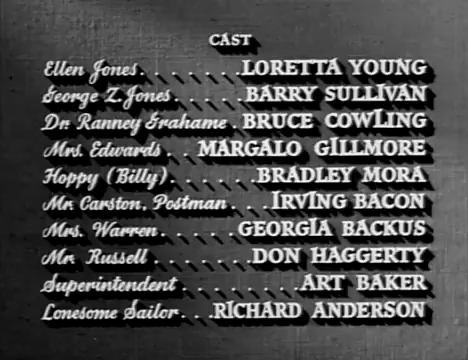 CAST
Ellen Jones. . . . . . .LORETTA YOUNG
George Z. Jones. . . . . BARRY SULLIVAN
Dr. Ranney Grahame . BRUCE COWLING
Mrs. Edwards . . MARGALO GILLMORE
Hoppy (Billy). . . . . . BRADLEY MORA
Mr. Carston, Postman . . . IRVING BACON
Mrs. Warren. . . . . GEORGIA BACKUS
Mr. Russell . . . . . . . DON HAGGERTY
Superintendent . . . . . . . . ART BAKER
Lonesome Sailor. . .RICHARD ANDERSON